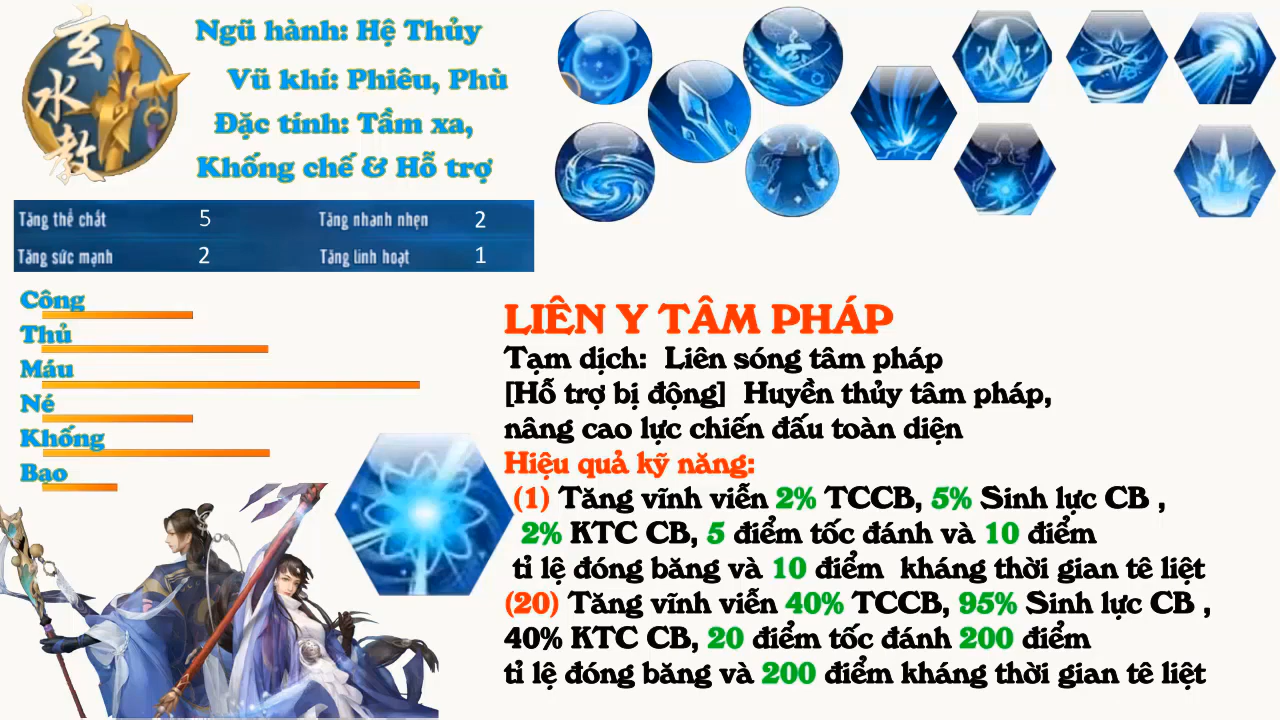 玄水教
Ngũ hành: Hệ Thủy
Vũ khí: Phiêu, Phù
Đặc tính: Tầm xa,
Khống chế & Hỗ trợ
Tăng thể chất 5 Tăng nhanh nhẹn 2
Tăng sức mạnh 2 Tăng linh hoạt 1
Công
Thủ
Máu
Né
Khống
Bạo
LIÊN Y TÂM PHÁP
Tạm dịch: Liên sóng tâm pháp
[Hỗ trợ bị động] Huyền thủy tâm pháp,
nâng cao lực chiến đấu toàn diện
Hiệu quả kỹ năng:
(1) Tăng vĩnh viễn 2% TCCB, 5% Sinh lực CB ,
2% KTC CB, 5 điểm tốc đánh và 10 điểm
tỉ lệ đóng băng và 10 điểm kháng thời gian tê liệt
(20) Tăng vĩnh viễn 40% TCCB, 95% Sinh lực CB ,
40% KTC CB, 20 điểm tốc đánh 200 điểm
tỉ lệ đóng băng và 200 điểm kháng thời gian tê liệt